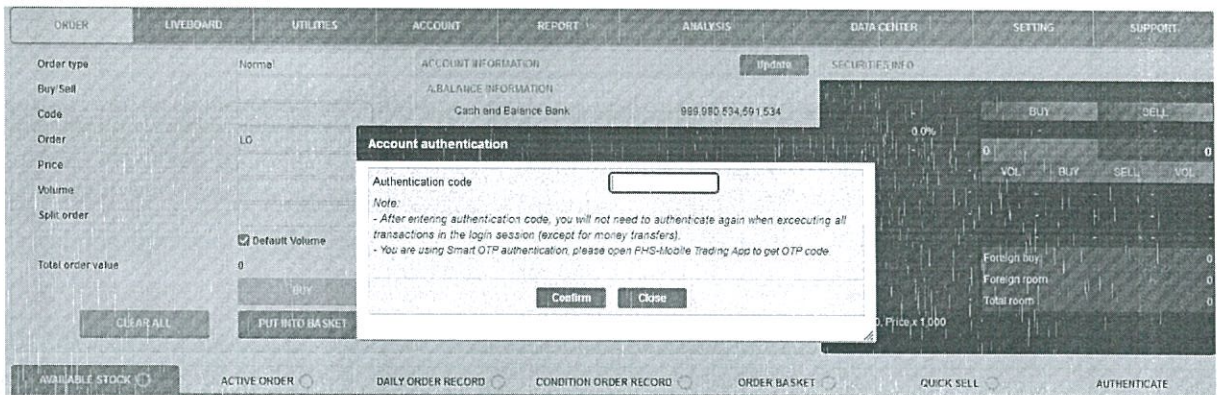 ORDER LIVEBOARD UTILITIES ACCOUNT REPORT ANALYSIS DATA CENTER SETTING SUPPORT
Order type Normal ACCOUNT INFORMATION Update SECURITIES INFO
Buy/Sell A.BALANCE INFORMATION
Code Cash and Balance Bank 999,980,534,591,534 BUY SELL
Order LO 0.0%
Account authentication
Price 0 0
Authentication code VOL BUY SELL VOL
Volume
Note:
- After entering authentication code, you will not need to authenticate again when excecuting all
Split order
transactions in the login session (except for money transfers).
Default Volume
- You are using Smart OTP authentication, please open PHS-Mobile Trading App to get OTP code.
Total order value 0 Foreign buy 0
BUY Foreign room 0
Confirm Close Total room 0
CLEAR ALL PUT INTO BASKET Price x 1,000
AVAILABLE STOCK ACTIVE ORDER DAILY ORDER RECORD CONDITION ORDER RECORD ORDER BASKET QUICK SELL AUTHENTICATE